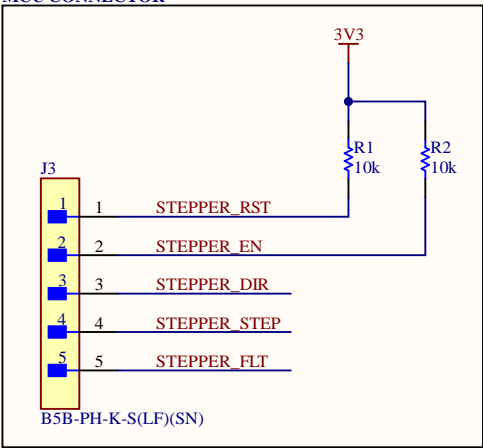 MCU CONNECTOR
3V3
R1
10k
R2
10k
J3
1 1 STEPPER_RST
2 2 STEPPER_EN
3 3 STEPPER_DIR
4 4 STEPPER_STEP
5 5 STEPPER_FLT
B5B-PH-K-S(LF)(SN)